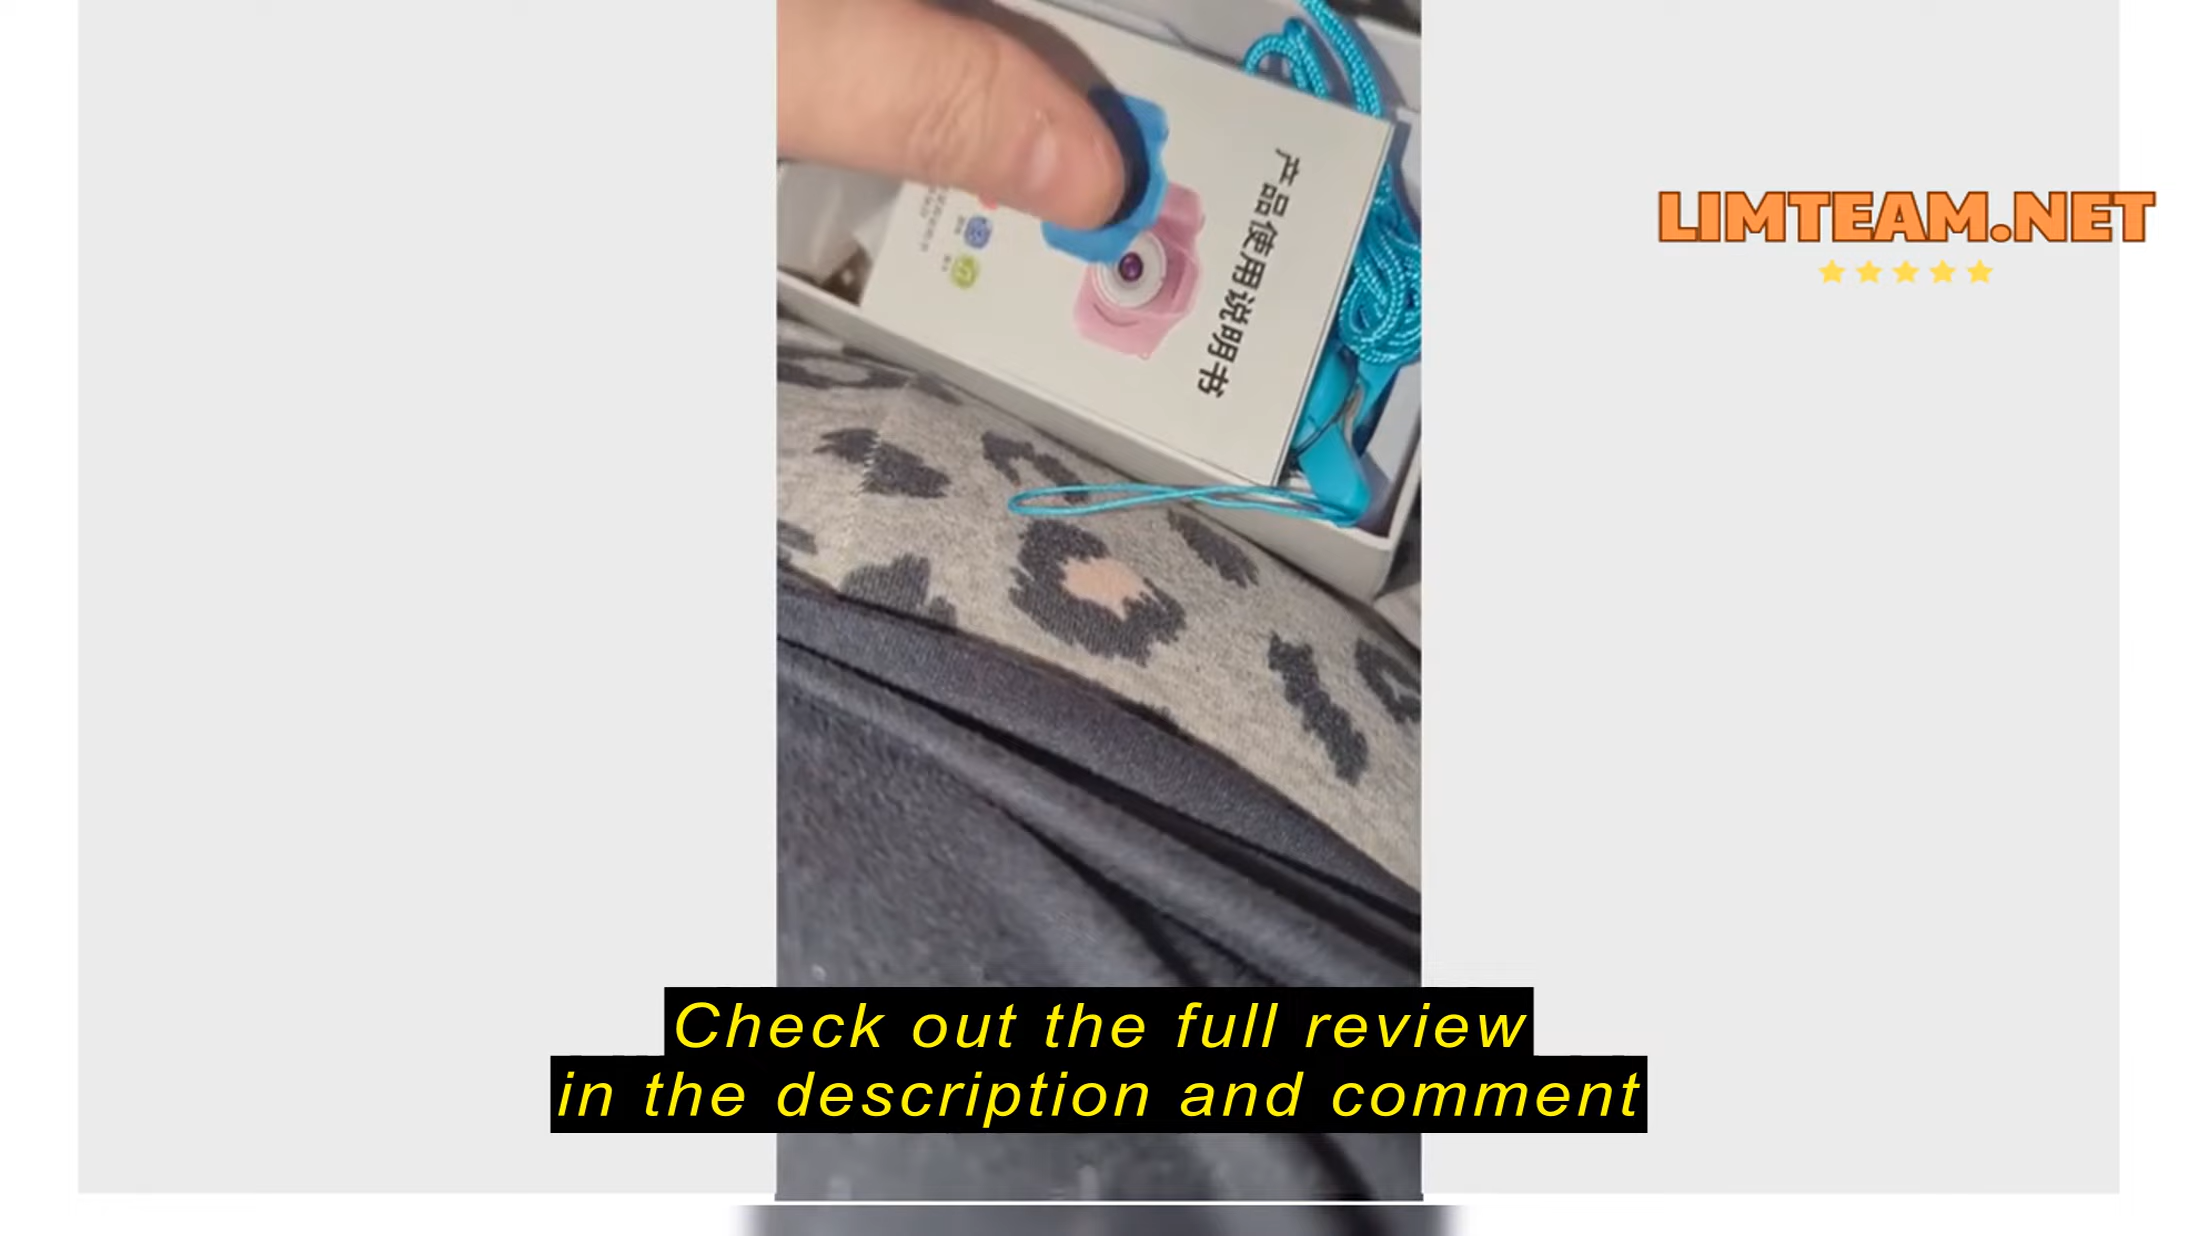 产品使用说明书
LIMTEAM.NET
Check out the full review
in the description and comment